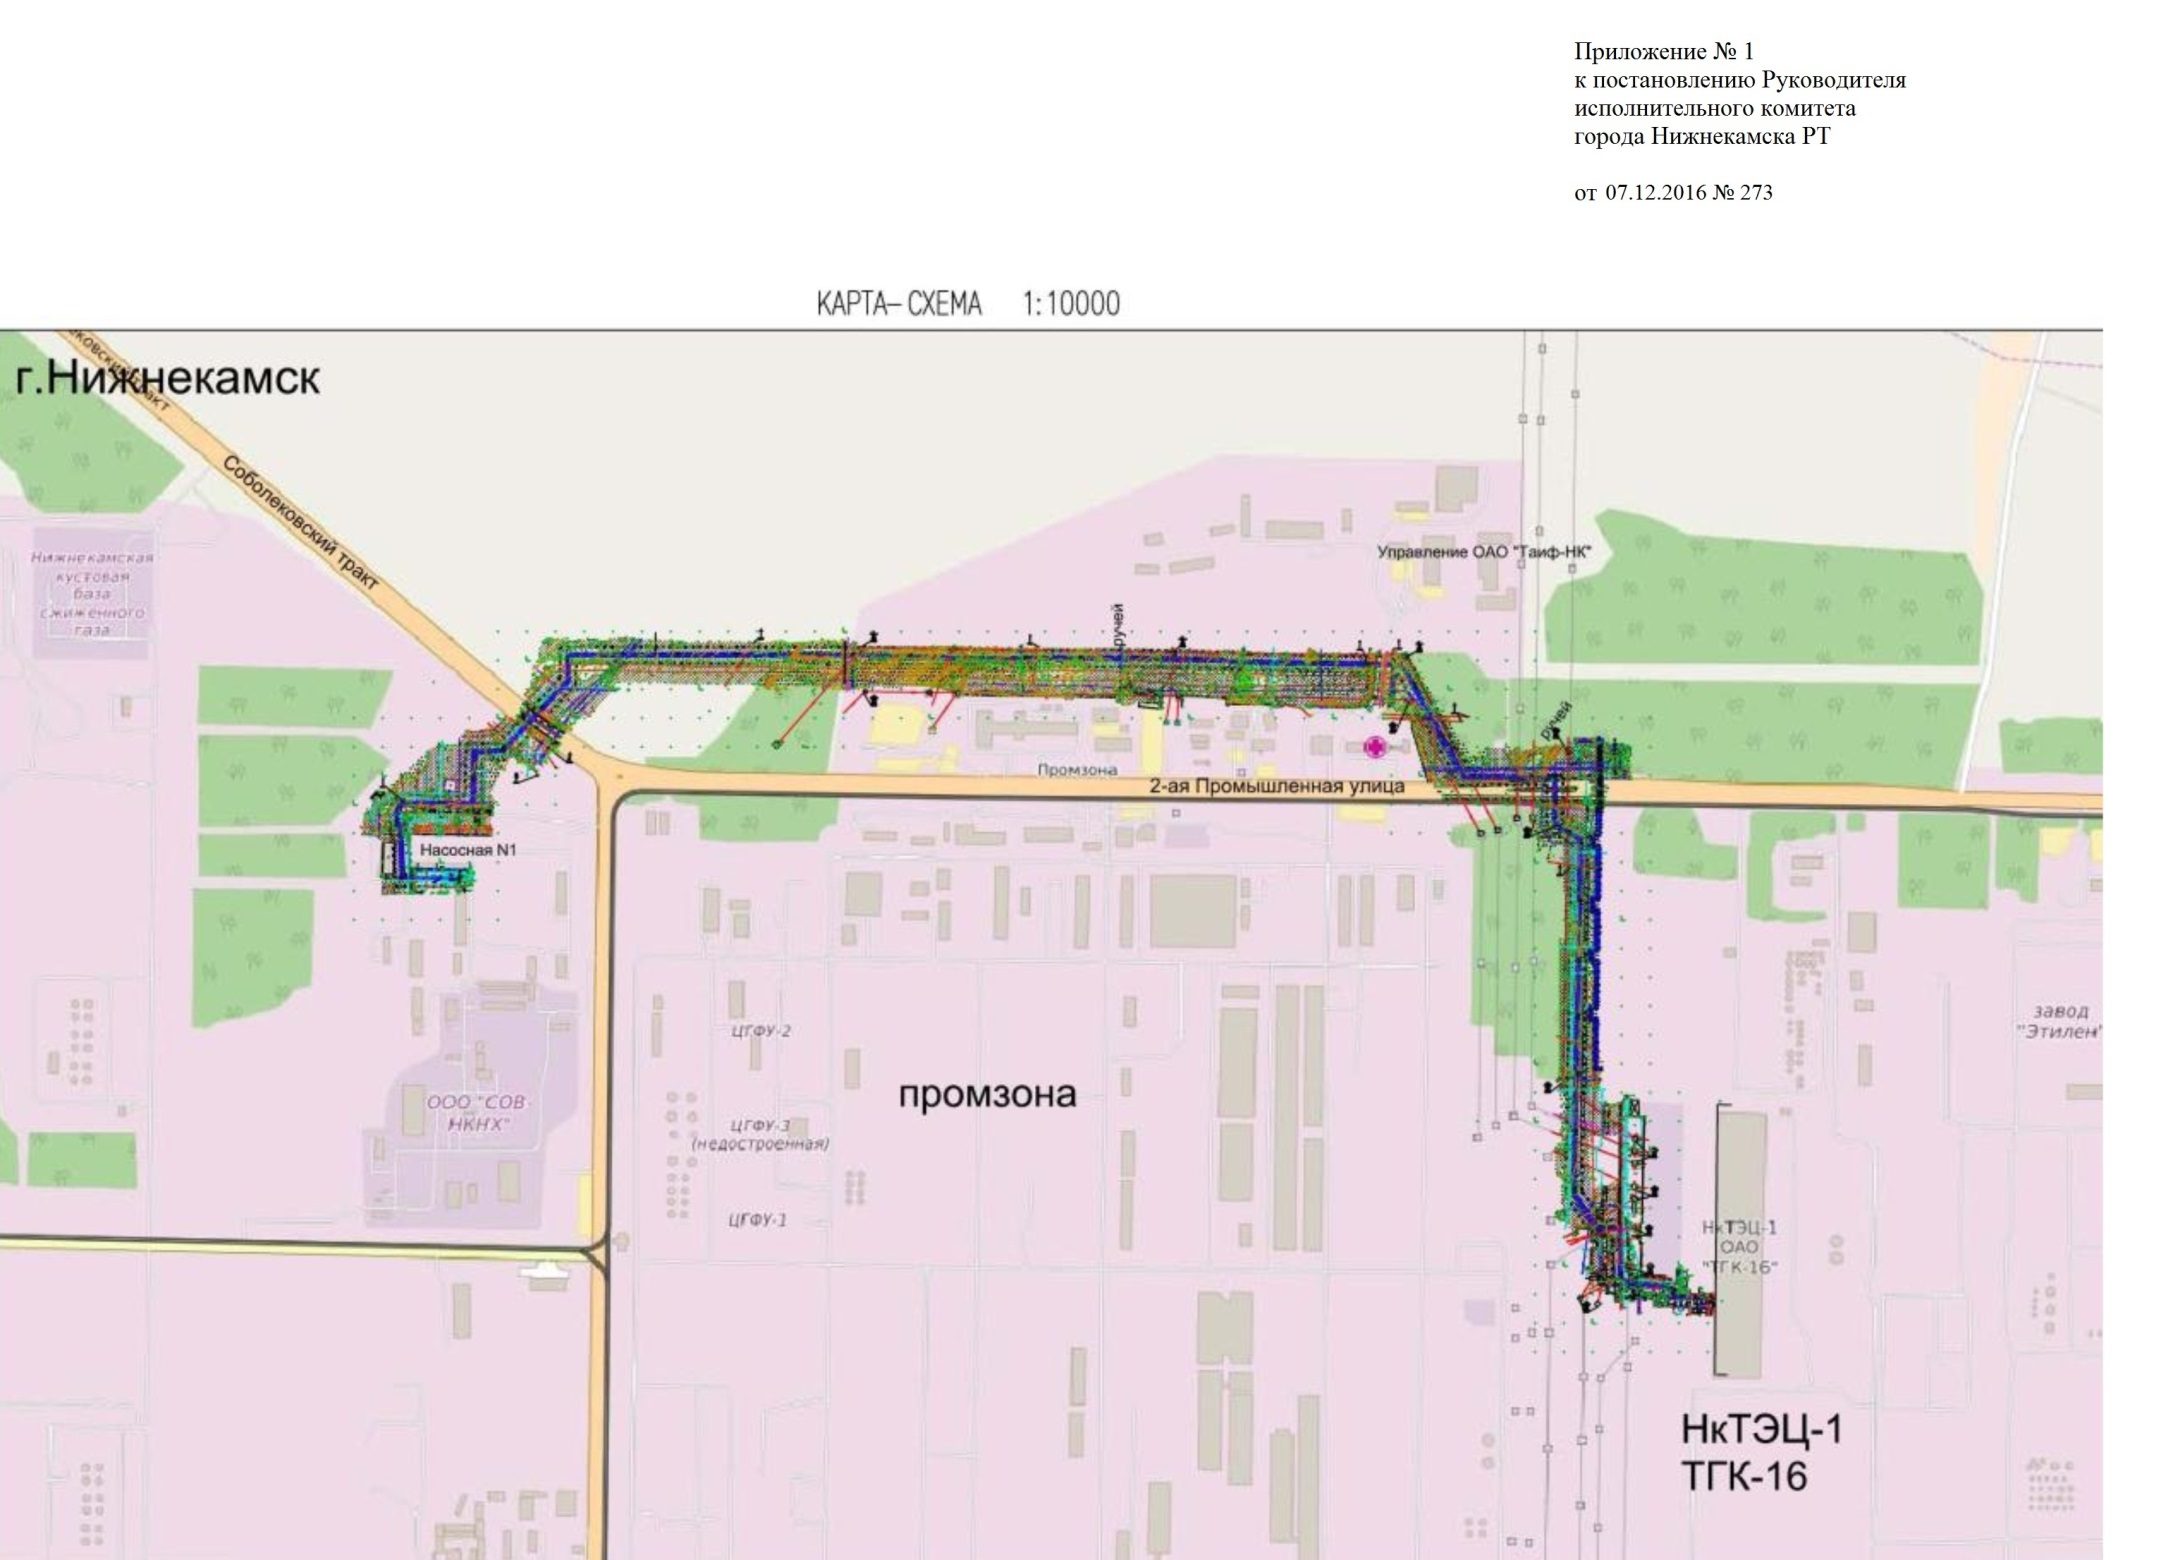 Приложение № 1
к постановлению Руководителя
исполнительного комитета
города Нижнекамска РТ
от 07.12.2016 № 273
КАРТА-СХЕМА 1:10000
г.Нижнекамск
Соболековский тракт
Нижнекамская
кустовая
база
сжиженного
газа
Управление ОАО "Таиф-НК"
ручей
ручей
Промзона
2-ая Промышленная улица
Насосная N1
завод
"Этилен"
ЦГФУ-2
промзона
ООО "СОВ-
НКНХ"
ЦГФУ-3
(недостроенная)
ЦГФУ-1
НкТЭЦ-1
ОАО
"ТГК-16"
НкТЭЦ-1
ТГК-16